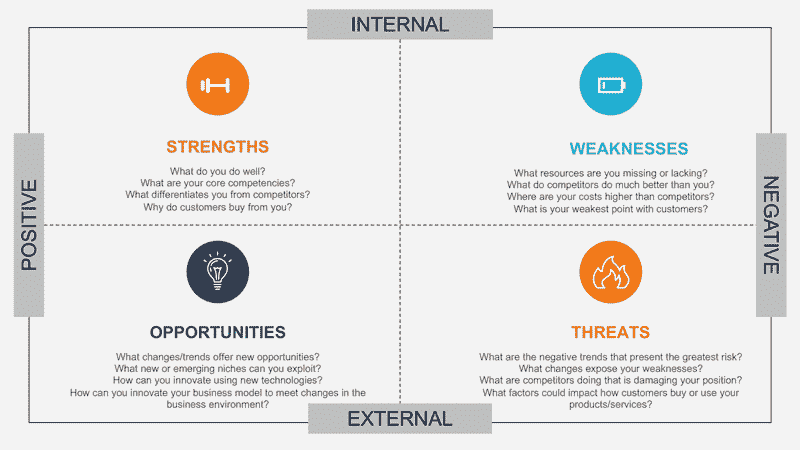 INTERNAL
POSITIVE
NEGATIVE
STRENGTHS
What do you do well?
What are your core competencies?
What differentiates you from competitors?
Why do customers buy from you?
WEAKNESSES
What resources are you missing or lacking?
What do competitors do much better than you?
Where are your costs higher than competitors?
What is your weakest point with customers?
OPPORTUNITIES
What changes/trends offer new opportunities?
What new or emerging niches can you exploit?
How can you innovate using new technologies?
How can you innovate your business model to meet changes in the
business environment?
THREATS
What are the negative trends that present the greatest risk?
What changes expose your weaknesses?
What are competitors doing that is damaging your position?
What factors could impact how customers buy or use your
products/services?
EXTERNAL